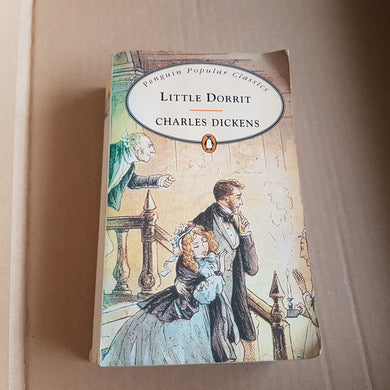 Penguin Popular Classics
LITTLE DORRIT
CHARLES DICKENS